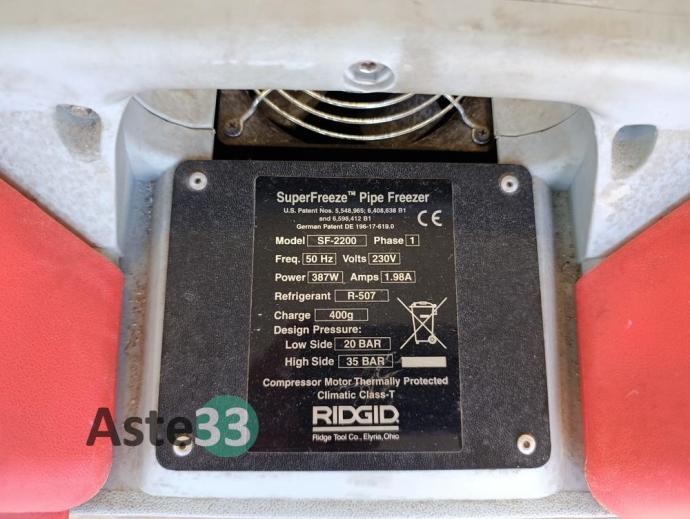 SuperFreeze™ Pipe Freezer
U.S. Patent Nos. 5,548,965; 6,408,638 B1
and 6,598,412 B1
German Patent DE 196-17-619.0
CE
Model SF-2200 Phase 1
Freq. 50 Hz Volts 230V
Power 387W Amps 1.98A
Refrigerant R-507
Charge 400g
Design Pressure:
Low Side 20 BAR
High Side 35 BAR
Compressor Motor Thermally Protected
Climatic Class-T
RIDGID
Ridge Tool Co., Elyria, Ohio
Aste33